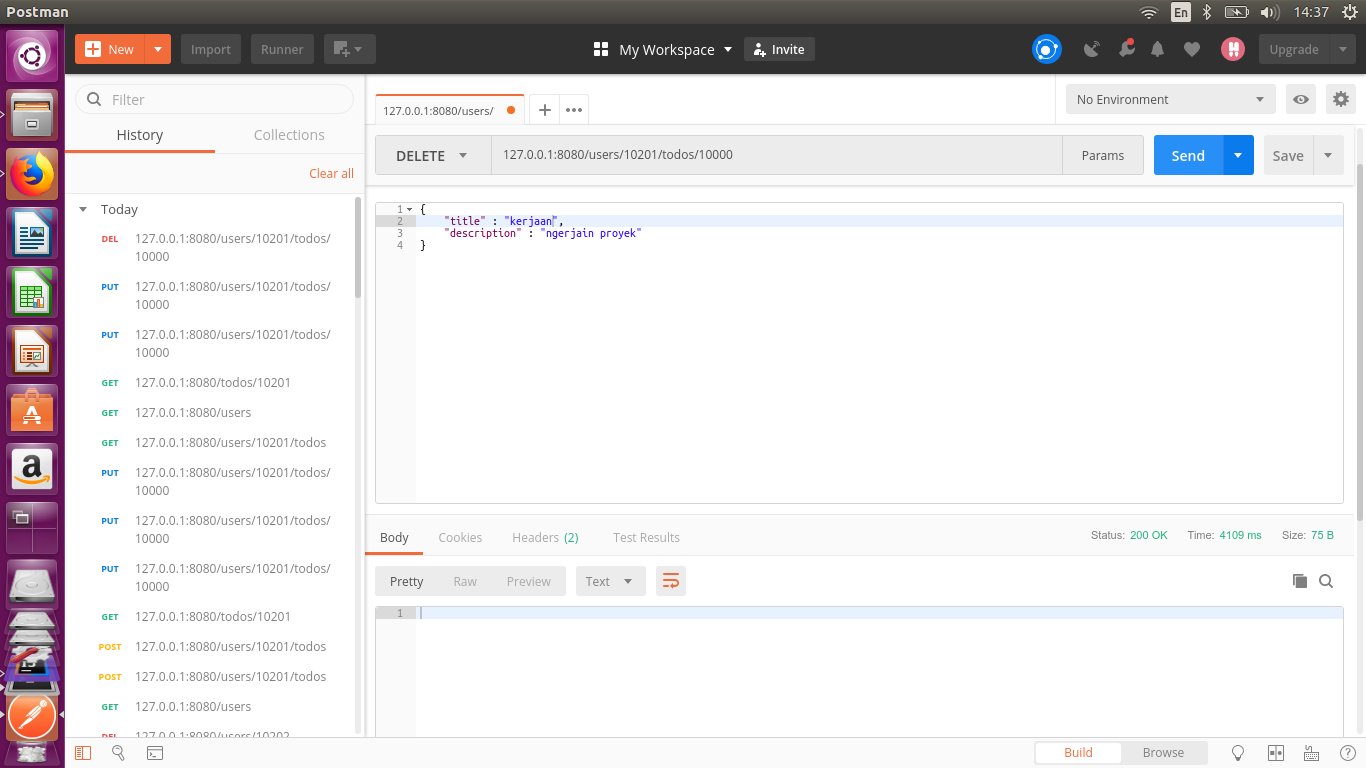 Postman
En
14:37
New
Import
Runner
My Workspace
Invite
Upgrade
Filter
History
Collections
Clear all
Today
DEL 127.0.0.1:8080/users/10201/todos/
10000
PUT 127.0.0.1:8080/users/10201/todos/
10000
PUT 127.0.0.1:8080/users/10201/todos/
10000
GET 127.0.0.1:8080/todos/10201
GET 127.0.0.1:8080/users
GET 127.0.0.1:8080/users/10201/todos
PUT 127.0.0.1:8080/users/10201/todos/
10000
PUT 127.0.0.1:8080/users/10201/todos/
10000
PUT 127.0.0.1:8080/users/10201/todos/
10000
GET 127.0.0.1:8080/todos/10201
POST 127.0.0.1:8080/users/10201/todos
POST 127.0.0.1:8080/users/10201/todos
GET 127.0.0.1:8080/users
DEL 127.0.0.1:8080/users/10202
127.0.0.1:8080/users/
No Environment
DELETE
127.0.0.1:8080/users/10201/todos/10000
Params
Send
Save
1 {
2 "title" : "kerjaan",
3 "description" : "ngerjain proyek"
4 }
Body
Cookies
Headers (2)
Test Results
Status: 200 OK
Time: 4109 ms
Size: 75 B
Pretty
Raw
Preview
Text
1
Build
Browse